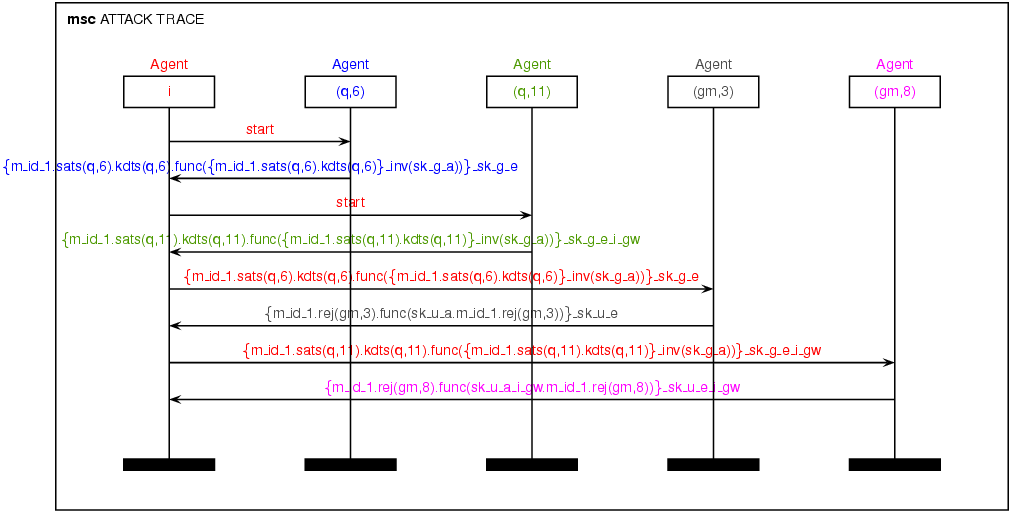 msc ATTACK TRACE
Agent Agent Agent Agent Agent
i (q,6) (q,11) (gm,3) (gm,8)
start
{m_id_1.sats(q,6).kdts(q,6).func({m_id_1.sats(q,6).kdts(q,6)}_inv(sk_g_a))}_sk_g_e
start
{m_id_1.sats(q,11).kdts(q,11).func({m_id_1.sats(q,11).kdts(q,11)}_inv(sk_g_a))}_sk_g_e_i_gw
{m_id_1.sats(q,6).kdts(q,6).func({m_id_1.sats(q,6).kdts(q,6)}_inv(sk_g_a))}_sk_g_e
{m_id_1.rej(gm,3).func(sk_u_a.m_id_1.rej(gm,3))}_sk_u_e
{m_id_1.sats(q,11).kdts(q,11).func({m_id_1.sats(q,11).kdts(q,11)}_inv(sk_g_a))}_sk_g_e_i_gw
{m_id_1.rej(gm,8).func(sk_u_a_i_gw.m_id_1.rej(gm,8))}_sk_u_e_i_gw